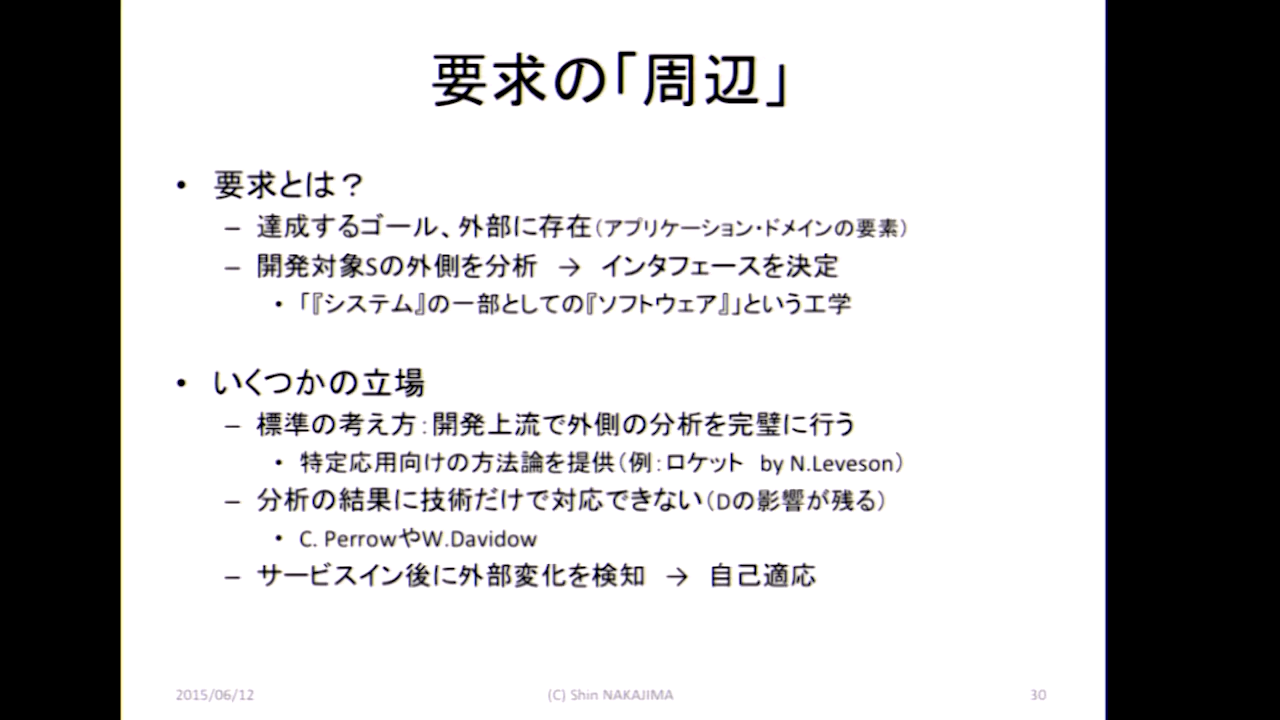 要求の「周辺」
• 要求とは？
– 達成するゴール、外部に存在（アプリケーション・ドメインの要素）
– 開発対象Sの外側を分析 → インタフェースを決定
• 「『システム』の一部としての『ソフトウェア』」という工学
• いくつかの立場
– 標準の考え方：開発上流で外側の分析を完璧に行う
• 特定応用向けの方法論を提供（例：ロケット by N.Leveson）
– 分析の結果に技術だけで対応できない（Dの影響が残る）
• C. PerrowやW.Davidow
– サービスイン後に外部変化を検知 → 自己適応
2015/06/12 (C) Shin NAKAJIMA 30